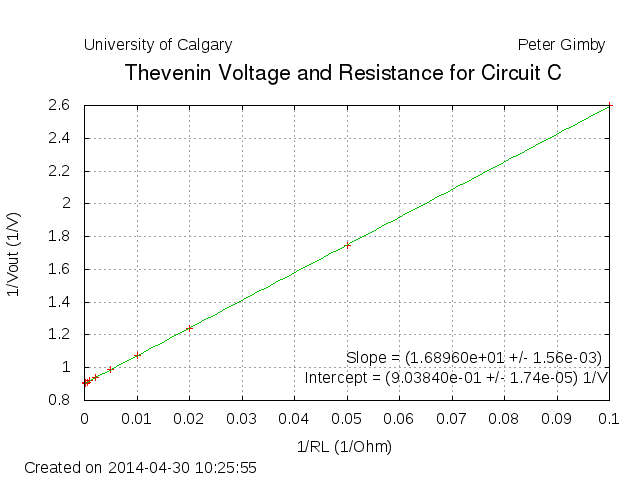 University of Calgary Peter Gimby
Thevenin Voltage and Resistance for Circuit C
2.6
2.4
2.2
2
1.8
1.6
1.4
1.2
1
0.8
1/Vout (1/V)
Slope = (1.68960e+01 +/- 1.56e-03)
Intercept = (9.03840e-01 +/- 1.74e-05) 1/V
0 0.01 0.02 0.03 0.04 0.05 0.06 0.07 0.08 0.09 0.1
1/RL (1/Ohm)
Created on 2014-04-30 10:25:55